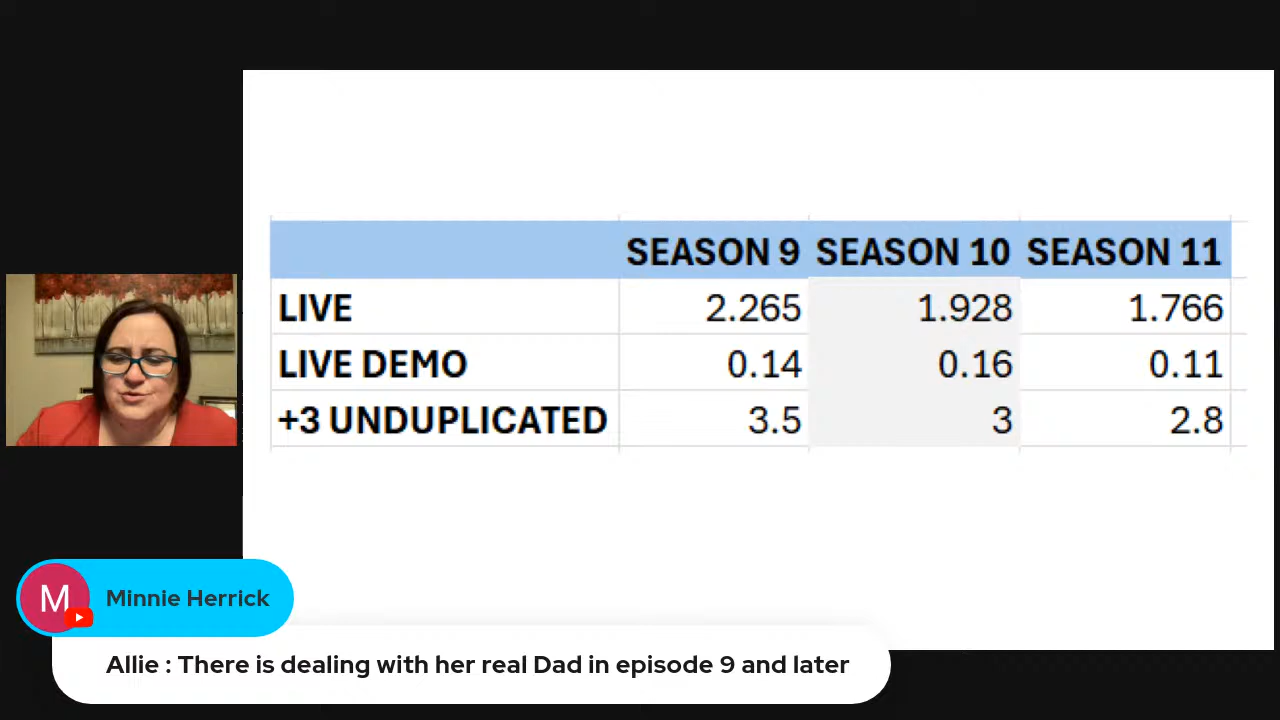 SEASON 9 SEASON 10 SEASON 11
LIVE 2.265 1.928 1.766
LIVE DEMO 0.14 0.16 0.11
+3 UNDUPLICATED 3.5 3 2.8
M Minnie Herrick
Allie : There is dealing with her real Dad in episode 9 and later